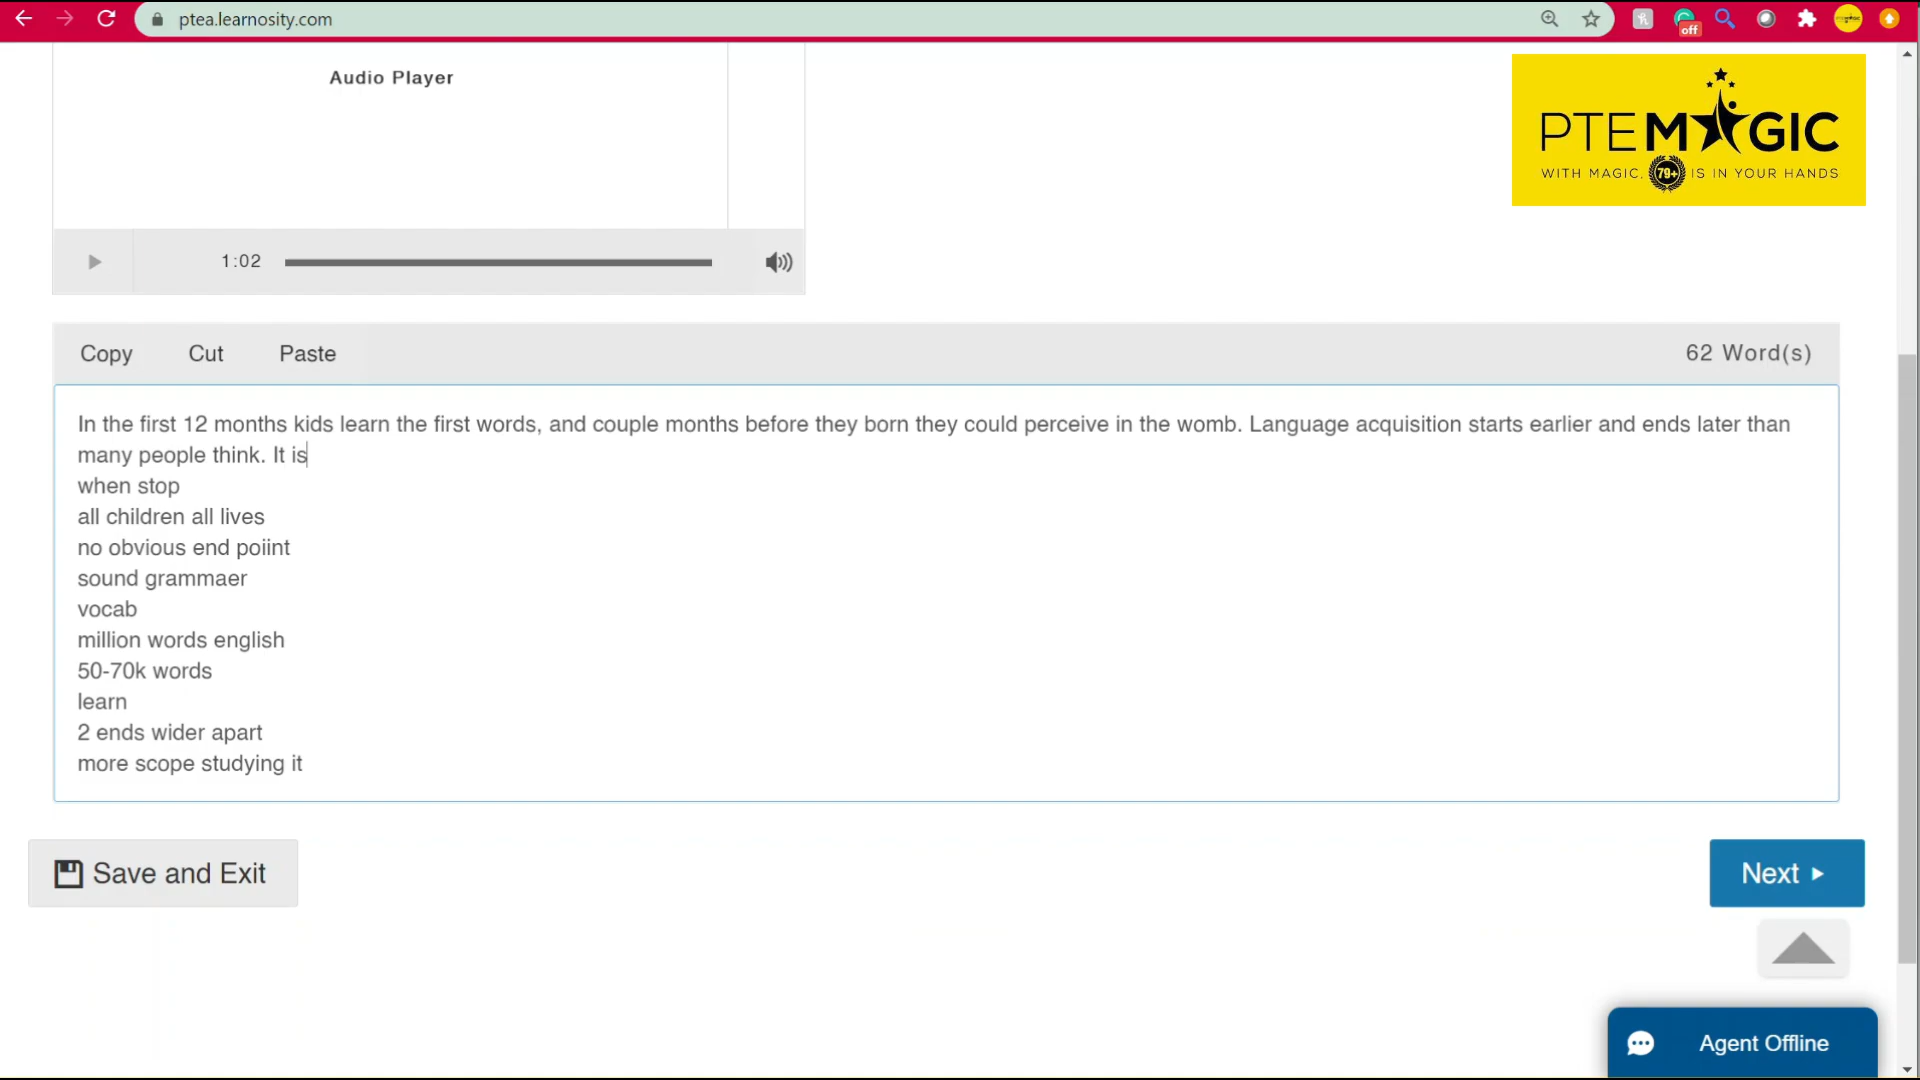 ptea.learnosity.com
off
Audio Player
PTE MAGIC
WITH MAGIC, 79+ IS IN YOUR HANDS
1:02
Copy Cut Paste 62 Word(s)
In the first 12 months kids learn the first words, and couple months before they born they could perceive in the womb. Language acquisition starts earlier and ends later than
many people think. It is
when stop
all children all lives
no obvious end poiint
sound grammaer
vocab
million words english
50-70k words
learn
2 ends wider apart
more scope studying it
Save and Exit
Next
Agent Offline